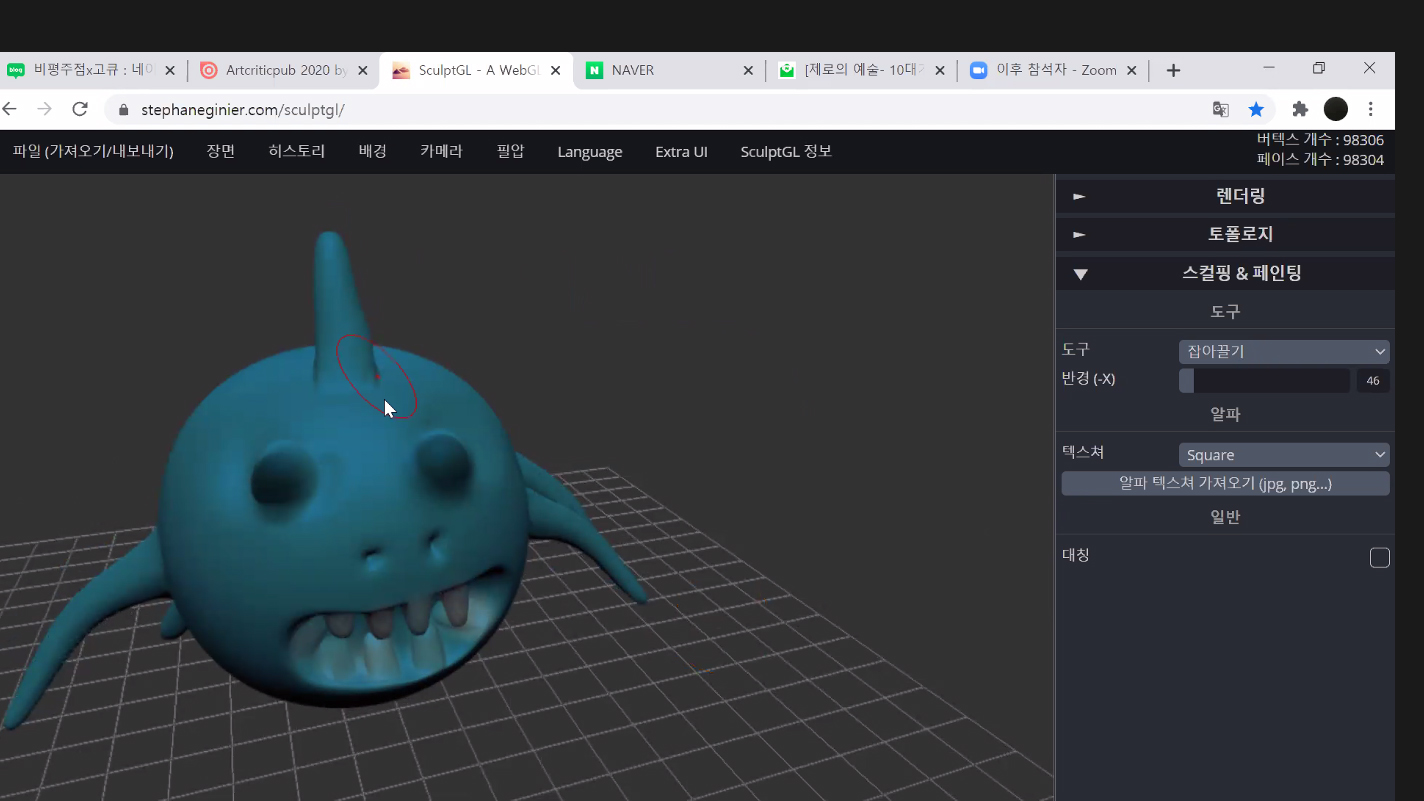 비평주점x고큐 : 네이
Artcriticpub 2020 by
SculptGL - A WebGL
NAVER
[제로의 예술- 10대
이후 참석자 - Zoom
stephaneginier.com/sculptgl/
파일 (가져오기/내보내기) 장면 히스토리 배경 카메라 필압 Language Extra UI SculptGL 정보
버텍스 개수 : 98306
페이스 개수 : 98304
렌더링
토폴로지
스컬핑 & 페인팅
도구
도구 잡아끌기
반경 (-X) 46
알파
텍스쳐 Square
알파 텍스쳐 가져오기 (jpg, png...)
일반
대칭